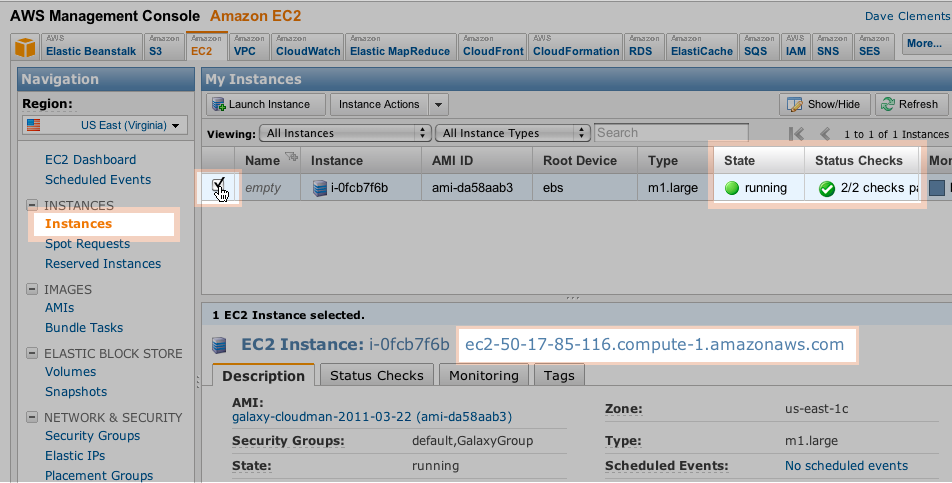 AWS Management Console Amazon EC2 Dave Clements
AWS Elastic Beanstalk Amazon S3 Amazon EC2 Amazon VPC Amazon CloudWatch Amazon Elastic MapReduce Amazon CloudFront AWS CloudFormation Amazon RDS Amazon ElastiCache Amazon SQS AWS IAM Amazon SNS Amazon SES More...
Navigation
Region:
US East (Virginia)
EC2 Dashboard
Scheduled Events
INSTANCES
Instances
Spot Requests
Reserved Instances
IMAGES
AMIs
Bundle Tasks
ELASTIC BLOCK STORE
Volumes
Snapshots
NETWORK & SECURITY
Security Groups
Elastic IPs
Placement Groups
My Instances
Launch Instance Instance Actions Show/Hide Refresh
Viewing: All Instances All Instance Types Search 1 to 1 of 1 Instances
Name Instance AMI ID Root Device Type State Status Checks Mon
empty i-0fcb7f6b ami-da58aab3 ebs m1.large running 2/2 checks pa
1 EC2 Instance selected.
EC2 Instance: i-0fcb7f6b ec2-50-17-85-116.compute-1.amazonaws.com
Description Status Checks Monitoring Tags
AMI:
galaxy-cloudman-2011-03-22 (ami-da58aab3)
Zone: us-east-1c
Security Groups: default,GalaxyGroup
Type: m1.large
State: running
Scheduled Events: No scheduled events